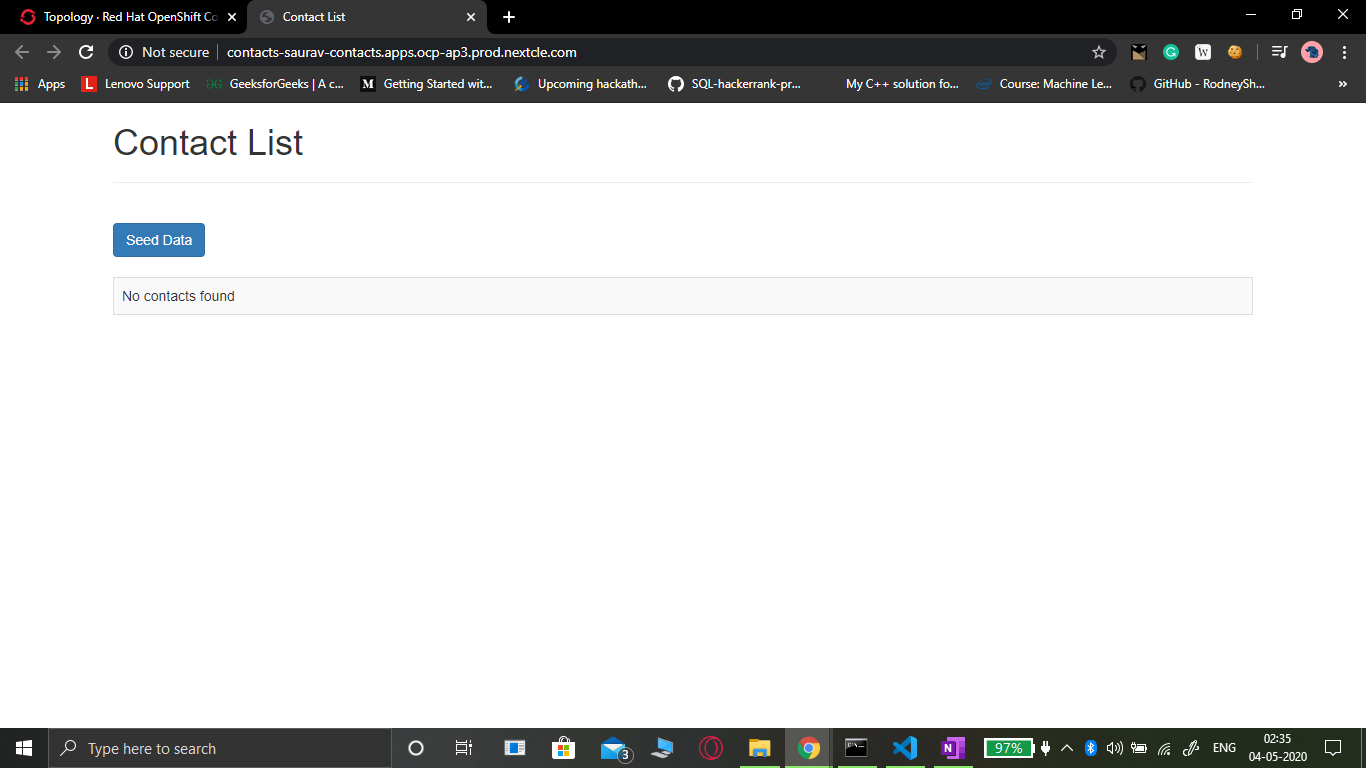 Topology · Red Hat OpenShift Co
Contact List
Not secure
contacts-saurav-contacts.apps.ocp-ap3.prod.nextcle.com
Apps
L
Lenovo Support
GeeksforGeeks | A c...
M
Getting Started wit...
Upcoming hackath...
SQL-hackerrank-pr...
My C++ solution fo...
Course: Machine Le...
GitHub - RodneySh...
G
W
Contact List
Seed Data
No contacts found
Type here to search
3
N
97%
ENG
02:35
04-05-2020